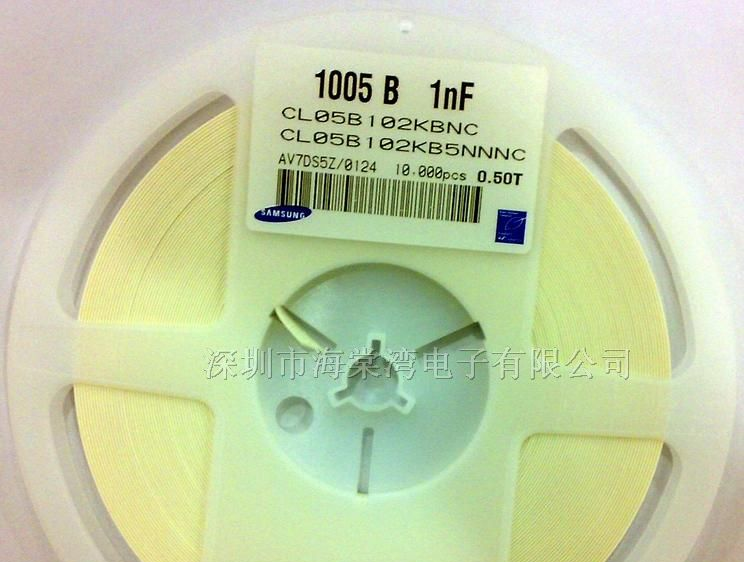 1005 B 1nF
CL05B102KBNC
CL05B102KB5NNNC
AV7DS5Z/0124 10.000pcs 0.50T
SAMSUNG
深圳市海棠湾电子有限公司